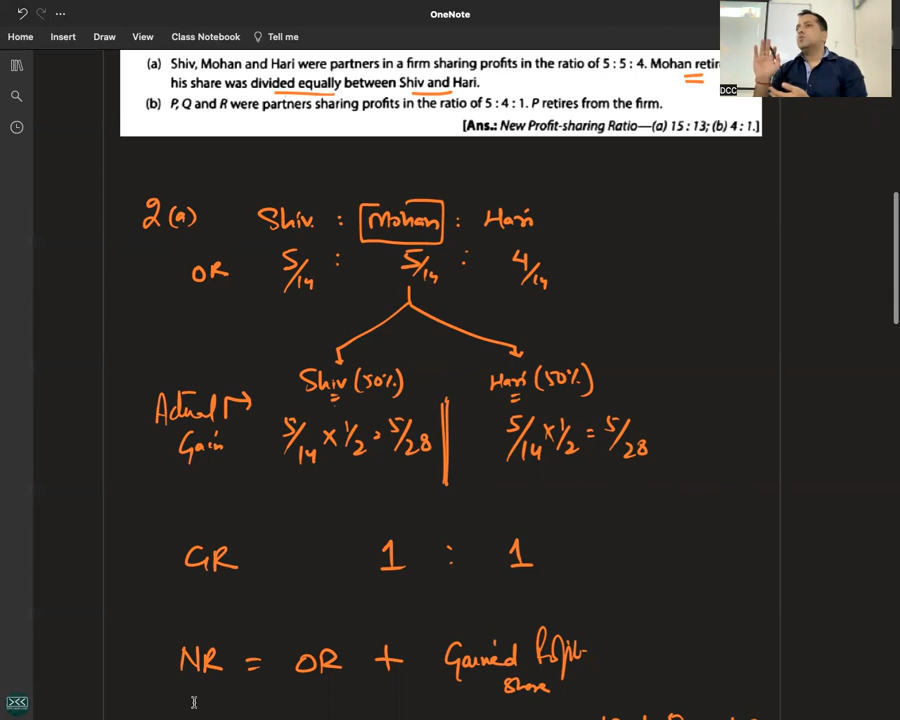 OneNote
Home Insert Draw View Class Notebook Tell me
(a) Shiv, Mohan and Hari were partners in a firm sharing profits in the ratio of 5 : 5 : 4. Mohan retire
his share was divided equally between Shiv and Hari.
(b) P, Q and R were partners sharing profits in the ratio of 5 : 4 : 1. P retires from the firm.
[Ans.: New Profit-sharing Ratio—(a) 15 : 13; (b) 4 : 1.]
DCC
2(a) Shiv : Mohan : Hari
OR 5/14 : 5/14 : 4/14
Shiv (50%) Hari (50%)
Actual
Gain 5/14 × 1/2 = 5/28 5/14 × 1/2 = 5/28
GR 1 : 1
NR = OR + Gained Profit
Share